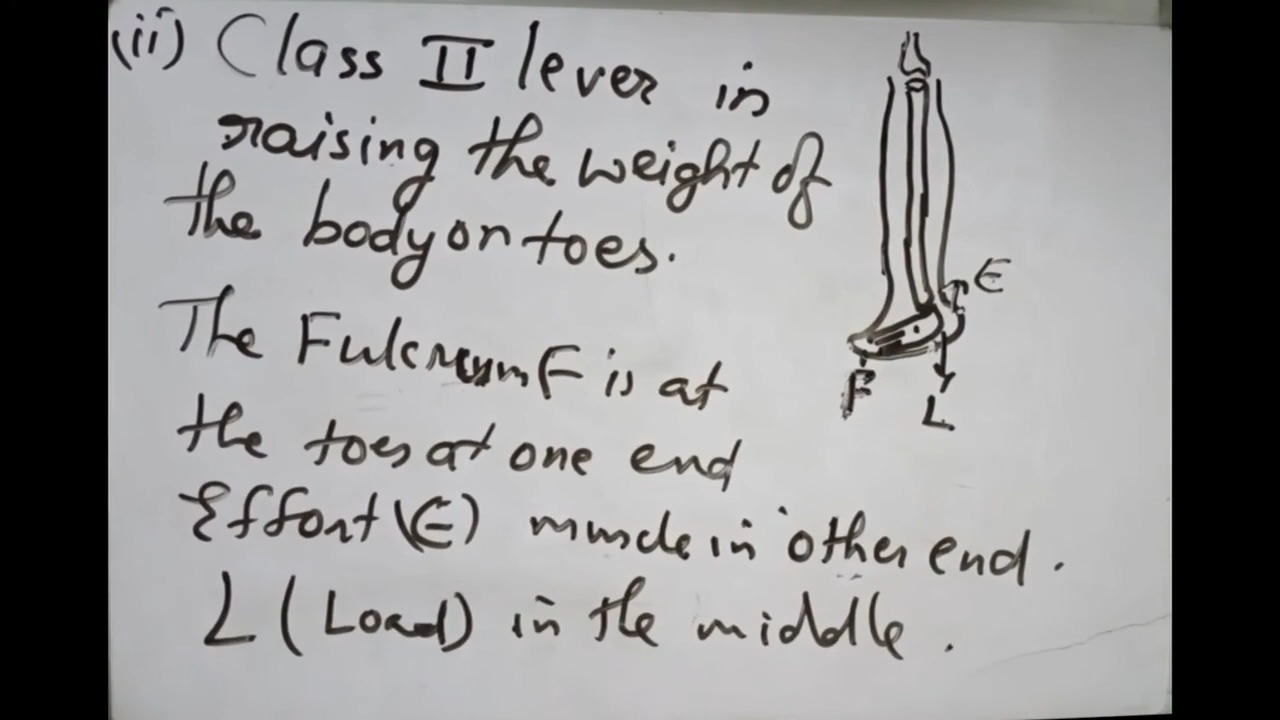 (ii) Class II lever in
raising the weight of
the body on toes.
The Fulcrum F is at
the toes at one end
Effort (E) muscle in other end.
L (Load) in the middle.
E
F
L